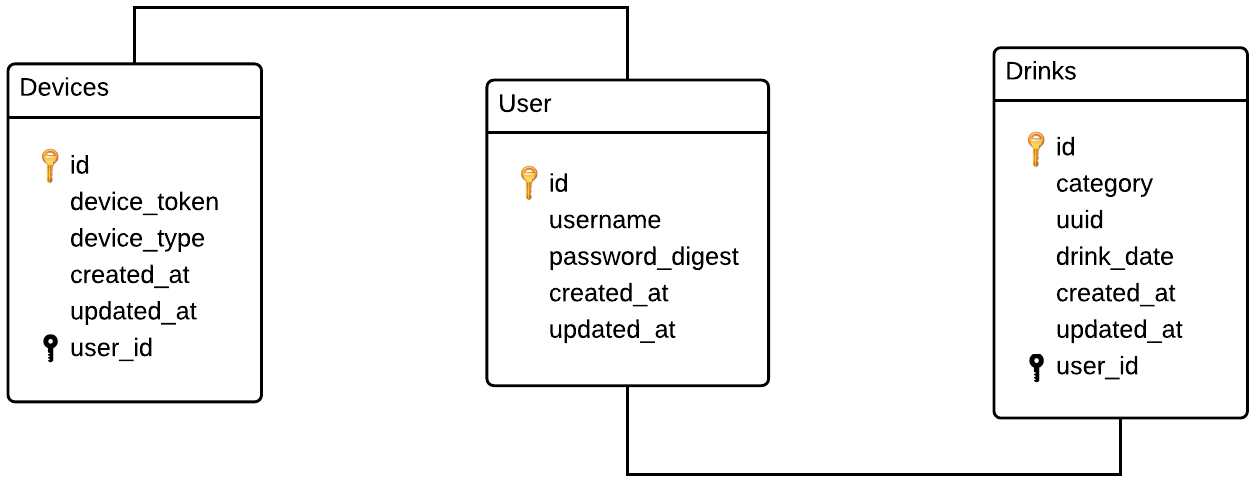 Devices
id
device_token
device_type
created_at
updated_at
user_id
User
id
username
password_digest
created_at
updated_at
Drinks
id
category
uuid
drink_date
created_at
updated_at
user_id